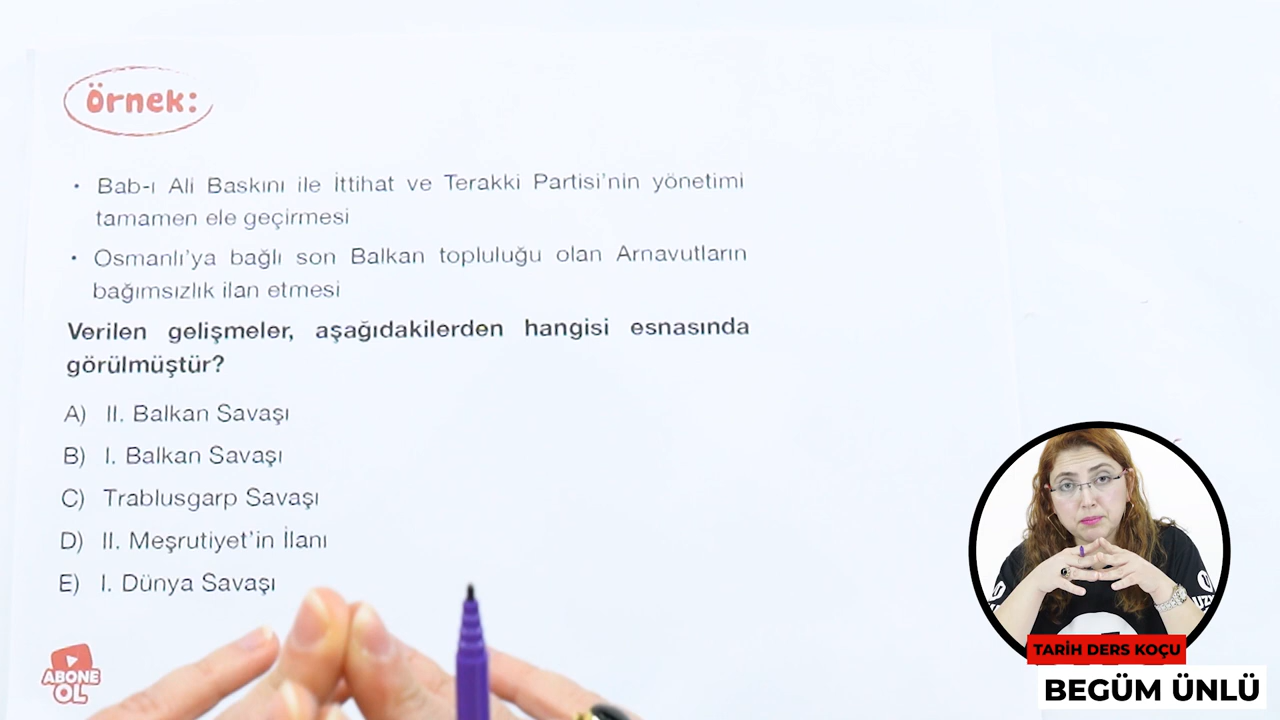 Örnek:
• Bab-ı Ali Baskını ile İttihat ve Terakki Partisi'nin yönetimi
tamamen ele geçirmesi
• Osmanlı'ya bağlı son Balkan topluluğu olan Arnavutların
bağımsızlık ilan etmesi
Verilen gelişmeler, aşağıdakilerden hangisi esnasında
görülmüştür?
A) II. Balkan Savaşı
B) I. Balkan Savaşı
C) Trablusgarp Savaşı
D) II. Meşrutiyet'in İlanı
E) I. Dünya Savaşı
ABONE
OL
TARİH DERS KOÇU
BEGÜM ÜNLÜ